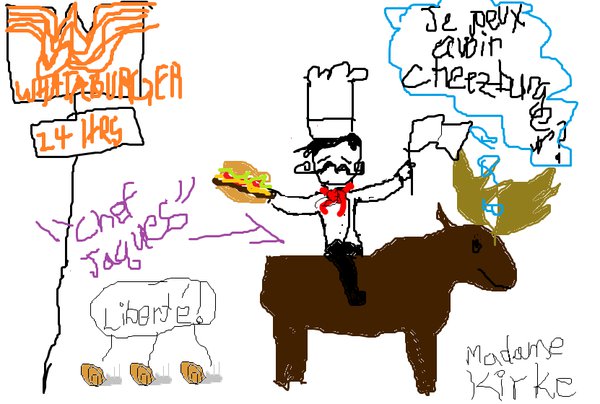 WHATABURGER
24 Hrs
Je peux
avoir
Cheezburg
e
r?
"Chef
Jaques"
Liberté!
Madame
Kirke